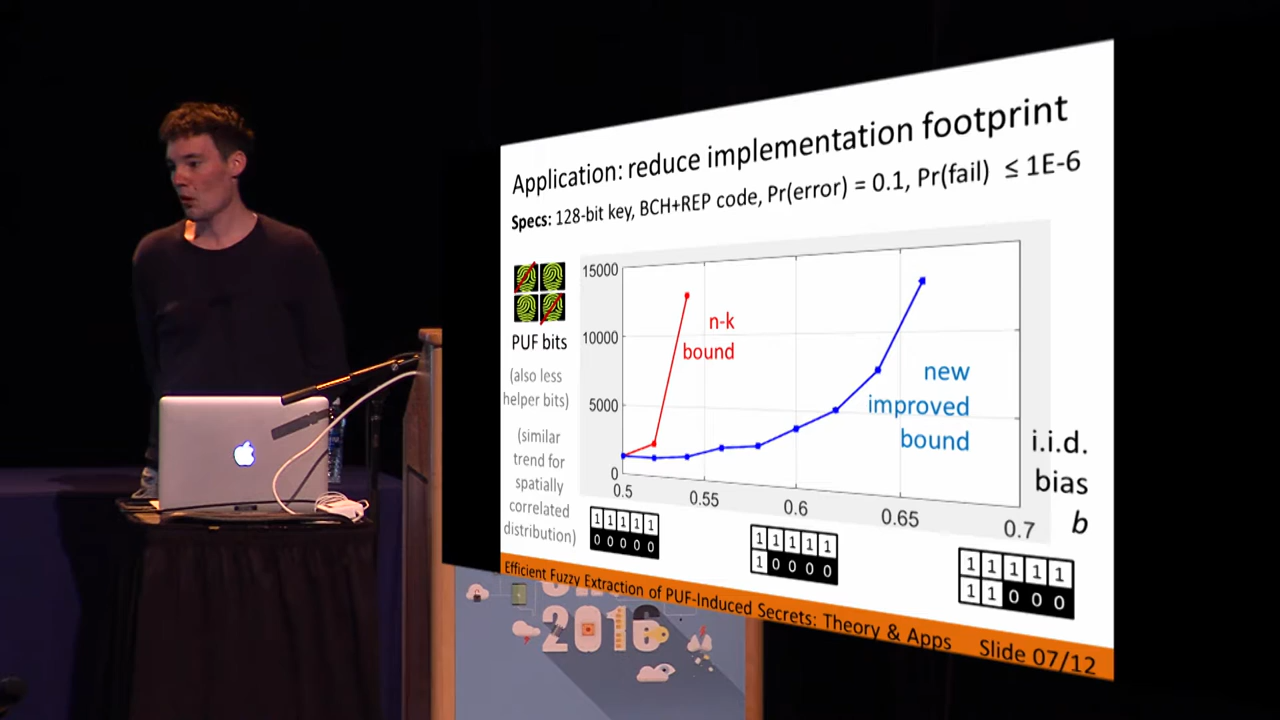 Application: reduce implementation footprint
Specs: 128-bit key, BCH+REP code, Pr(error) = 0.1, Pr(fail) ≤ 1E-6
PUF bits
(also less
helper bits)
(similar
trend for
spatially
correlated
distribution)
15000
10000
5000
0
0.5
0.55
0.6
0.65
0.7
n-k
bound
new
improved
bound
i.i.d.
bias
b
1 1 1 1 1
0 0 0 0 0
1 1 1 1 1
1 0 0 0 0
1 1 1 1 1
1 1 0 0 0
Efficient Fuzzy Extraction of PUF-Induced Secrets: Theory & Apps Slide 07/12
2016